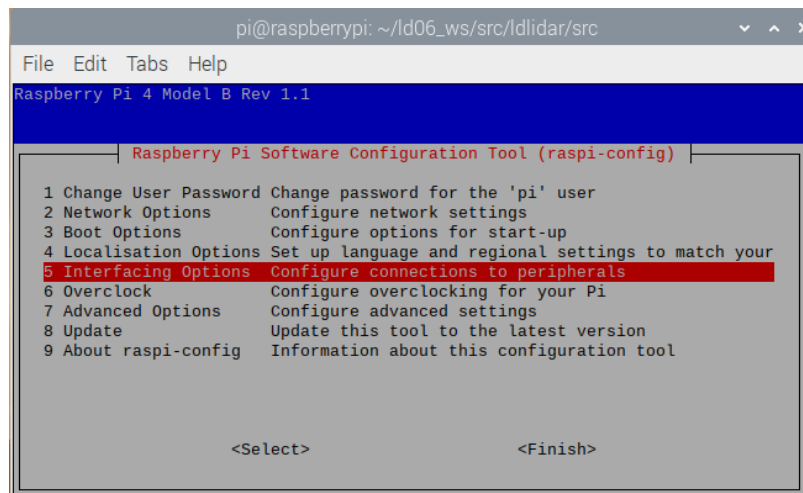 pi@raspberrypi: ~/ld06_ws/src/ldlidar/src
File Edit Tabs Help
Raspberry Pi 4 Model B Rev 1.1
Raspberry Pi Software Configuration Tool (raspi-config)
1 Change User Password Change password for the 'pi' user
2 Network Options Configure network settings
3 Boot Options Configure options for start-up
4 Localisation Options Set up language and regional settings to match your
5 Interfacing Options Configure connections to peripherals
6 Overclock Configure overclocking for your Pi
7 Advanced Options Configure advanced settings
8 Update Update this tool to the latest version
9 About raspi-config Information about this configuration tool
<Select> <Finish>